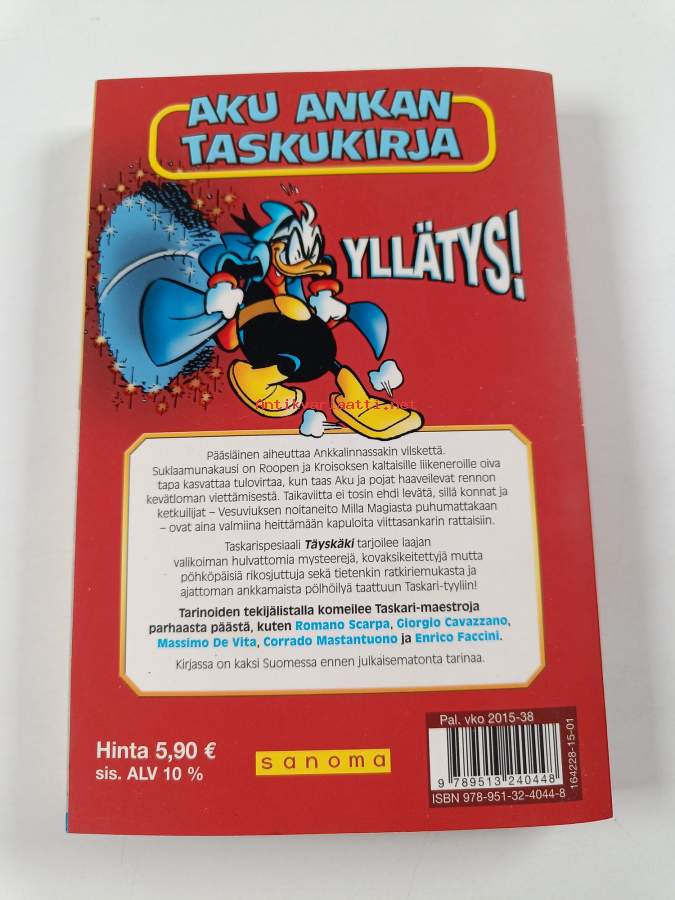 AKU ANKAN
TASKUKIRJA
YLLÄTYS!
Antikvariaatti.net
Pääsiäinen aiheuttaa Ankkalinnassakin vilskettä.
Suklaamunakausi on Roopen ja Kroisoksen kaltaisille liikeneroille oiva
tapa kasvattaa tulovirtaa, kun taas Aku ja pojat haaveilevat rennon
kevätloman viettämisestä. Taikaviitta ei tosin ehdi levätä, sillä konnat ja
ketkuilijat – Vesuviuksen noitaneito Milla Magiasta puhumattakaan
– ovat aina valmiina heittämään kapuloita viittasankarin rattaisiin.
Taskarispesiaali Täyskäki tarjoilee laajan
valikoiman hulvattomia mysteerejä, kovaksikeitettyjä mutta
pöhköpäisiä rikosjuttuja sekä tietenkin ratkiriemukasta ja
ajattoman ankkamaista pölhöilyä taattuun Taskari-tyyliin!
Tarinoiden tekijälistalla komeilee Taskari-maestroja
parhaasta päästä, kuten Romano Scarpa, Giorgio Cavazzano,
Massimo De Vita, Corrado Mastantuono ja Enrico Faccini.
Kirjassa on kaksi Suomessa ennen julkaisematonta tarinaa.
Hinta 5,90 €
sis. ALV 10 %
sanoma
Pal. vko 2015-38
9 789513 240448
ISBN 978-951-32-4044-8
164228-15-01